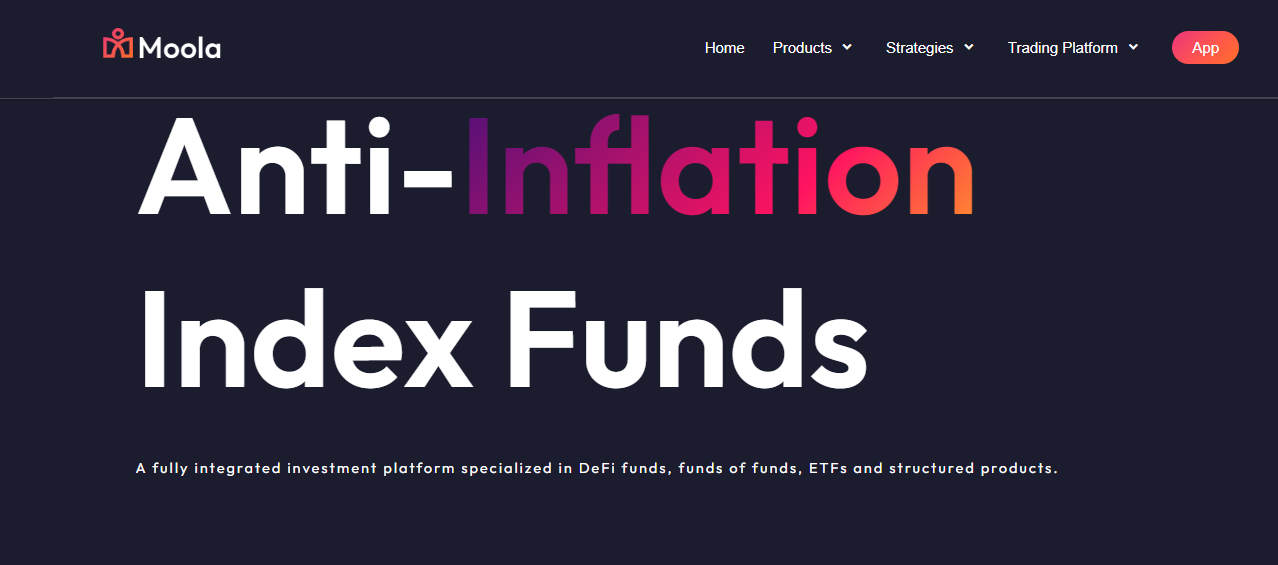 Moola
Home Products Strategies Trading Platform App
Anti-Inflation
Index Funds
A fully integrated investment platform specialized in DeFi funds, funds of funds, ETFs and structured products.